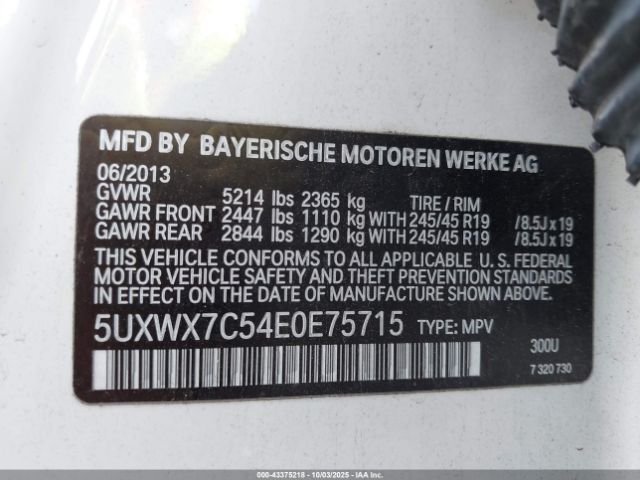 MFD BY BAYERISCHE MOTOREN WERKE AG
06/2013
GVWR 5214 lbs 2365 kg TIRE / RIM
GAWR FRONT 2447 lbs 1110 kg WITH 245/45 R19 /8.5J x 19
GAWR REAR 2844 lbs 1290 kg WITH 245/45 R19 /8.5J x 19
THIS VEHICLE CONFORMS TO ALL APPLICABLE U. S. FEDERAL
MOTOR VEHICLE SAFETY AND THEFT PREVENTION STANDARDS
IN EFFECT ON THE DATE OF MANUFACTURE SHOWN ABOVE.
5UXWX7C54E0E75715 TYPE: MPV
300U
7 320 730
000-43375218 - 10/03/2025 - IAAI.COM